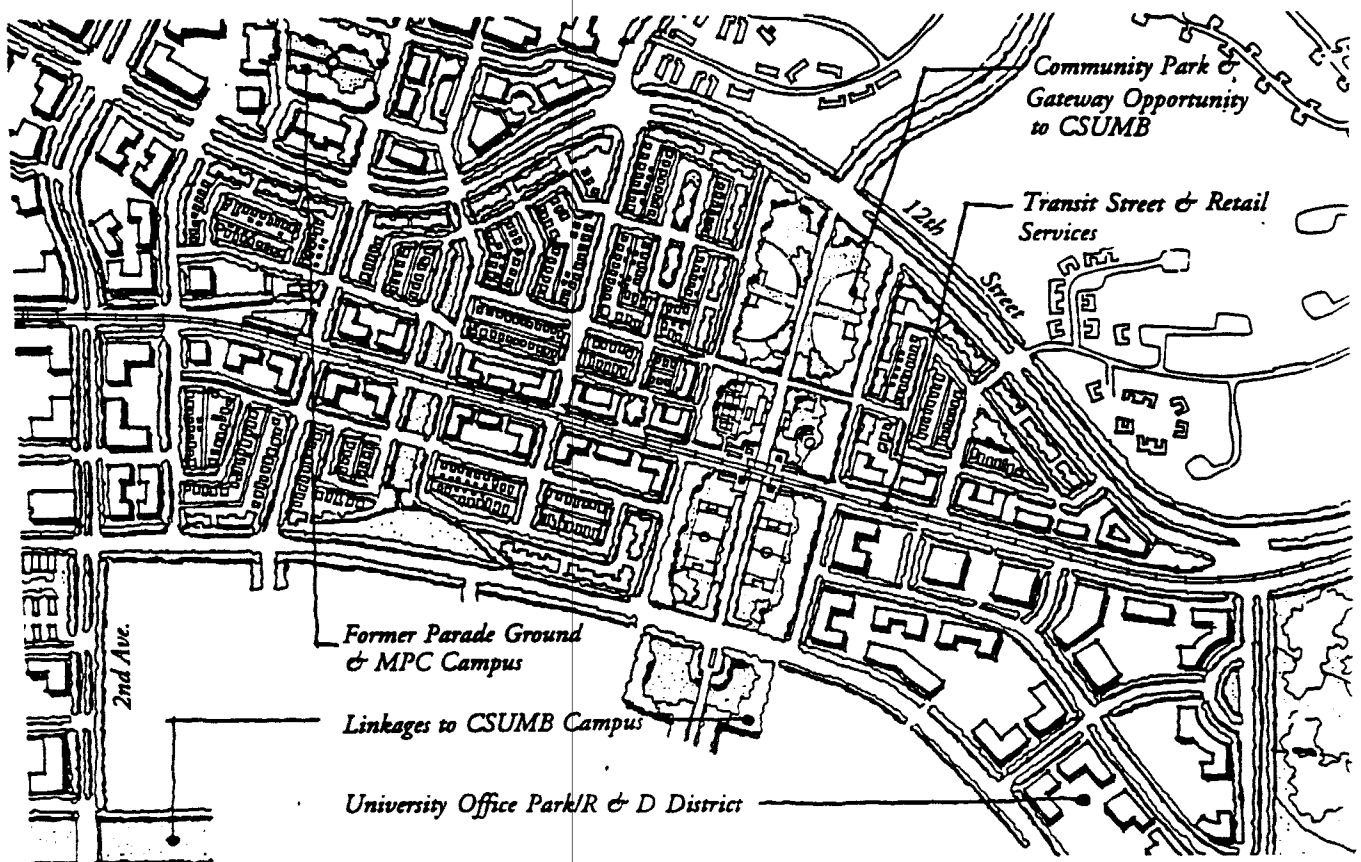 Community Park &
Gateway Opportunity
to CSUMB
12th
Street
Transit Street & Retail
Services
Former Parade Ground
& MPC Campus
2nd Ave.
Linkages to CSUMB Campus
University Office Park/R & D District